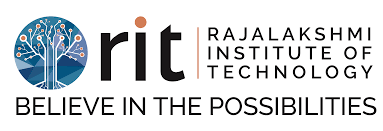 rit
RAJALAKSHMI
INSTITUTE OF
TECHNOLOGY
BELIEVE IN THE POSSIBILITIES